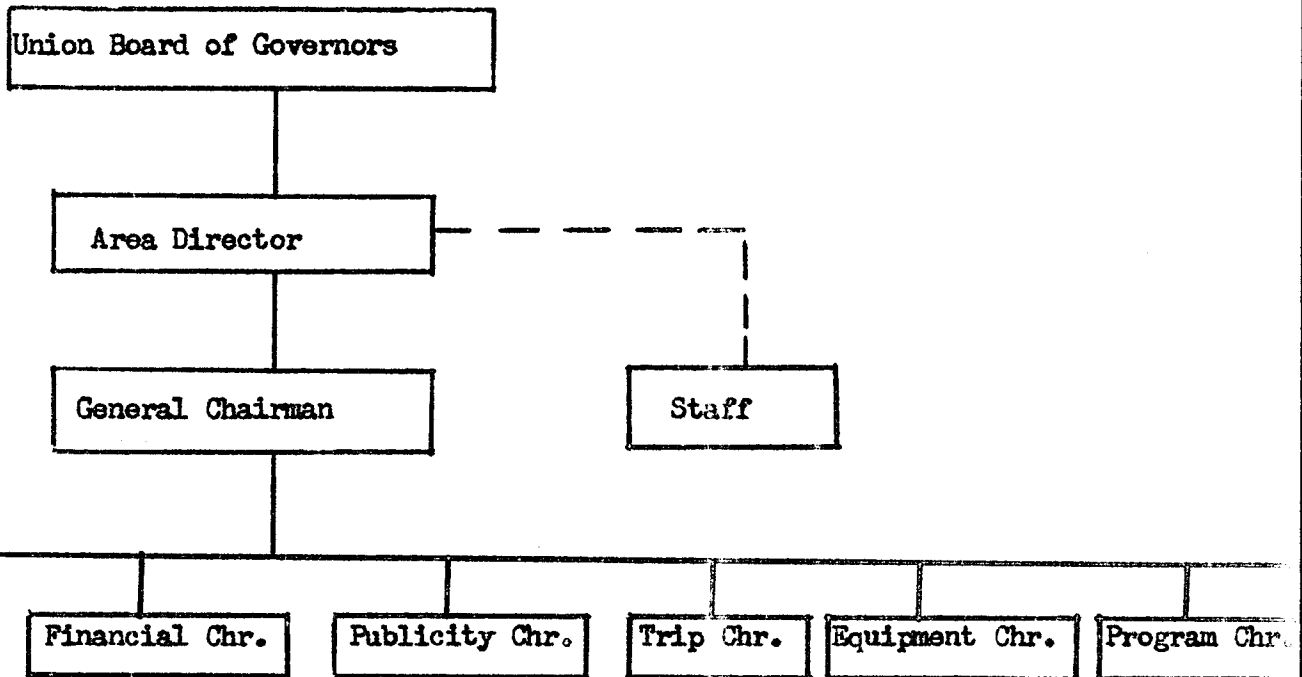 Union Board of Governors
Area Director
General Chairman
Staff
Financial Chr.
Publicity Chr.
Trip Chr.
Equipment Chr.
Program Chr.